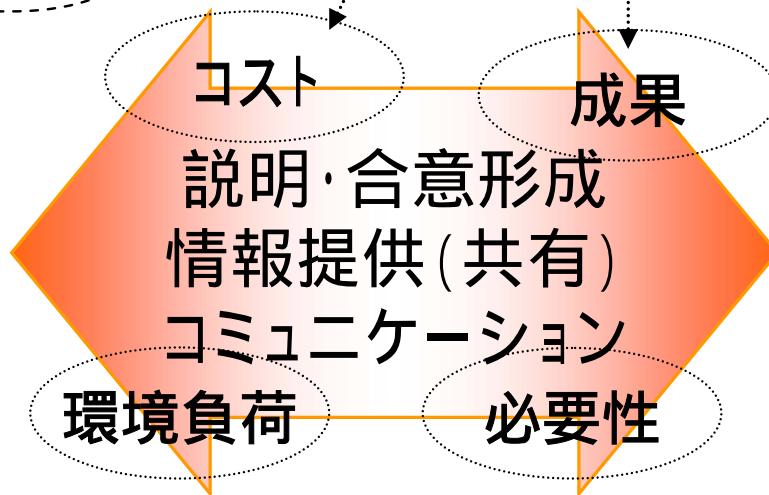 コスト
成果
説明・合意形成
情報提供(共有)
コミュニケーション
環境負荷
必要性